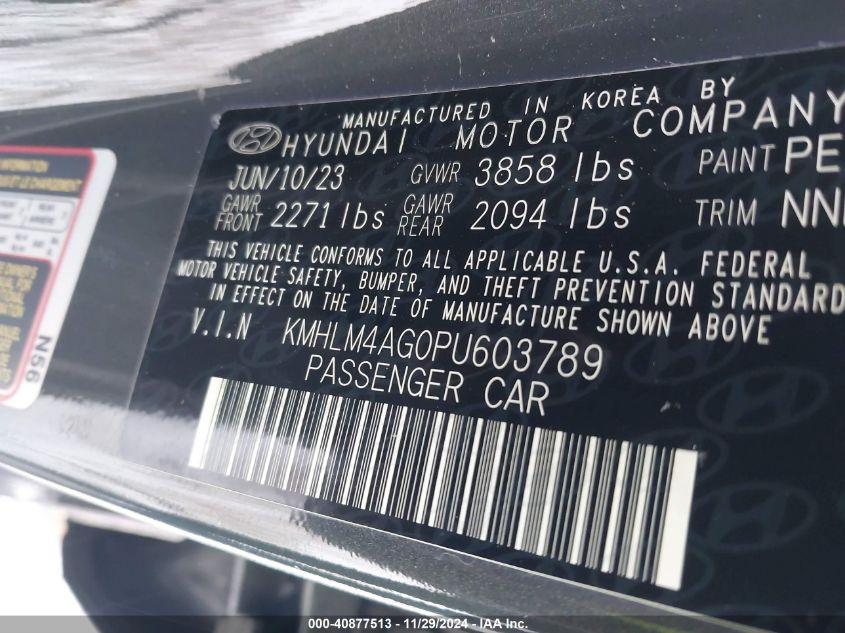 MANUFACTURED IN KOREA BY
HYUNDAI MOTOR COMPANY
JUN/10/23 GVWR 3858 lbs PAINT PE
GAWR FRONT 2271 lbs GAWR REAR 2094 lbs TRIM NN
THIS VEHICLE CONFORMS TO ALL APPLICABLE U.S.A. FEDERAL
MOTOR VEHICLE SAFETY, BUMPER, AND THEFT PREVENTION STANDARD
IN EFFECT ON THE DATE OF MANUFACTURE SHOWN ABOVE
V.I.N KMHLM4AG0PU603789
PASSENGER CAR
N56
000-40877513 - 11/29/2024 - IAA Inc.